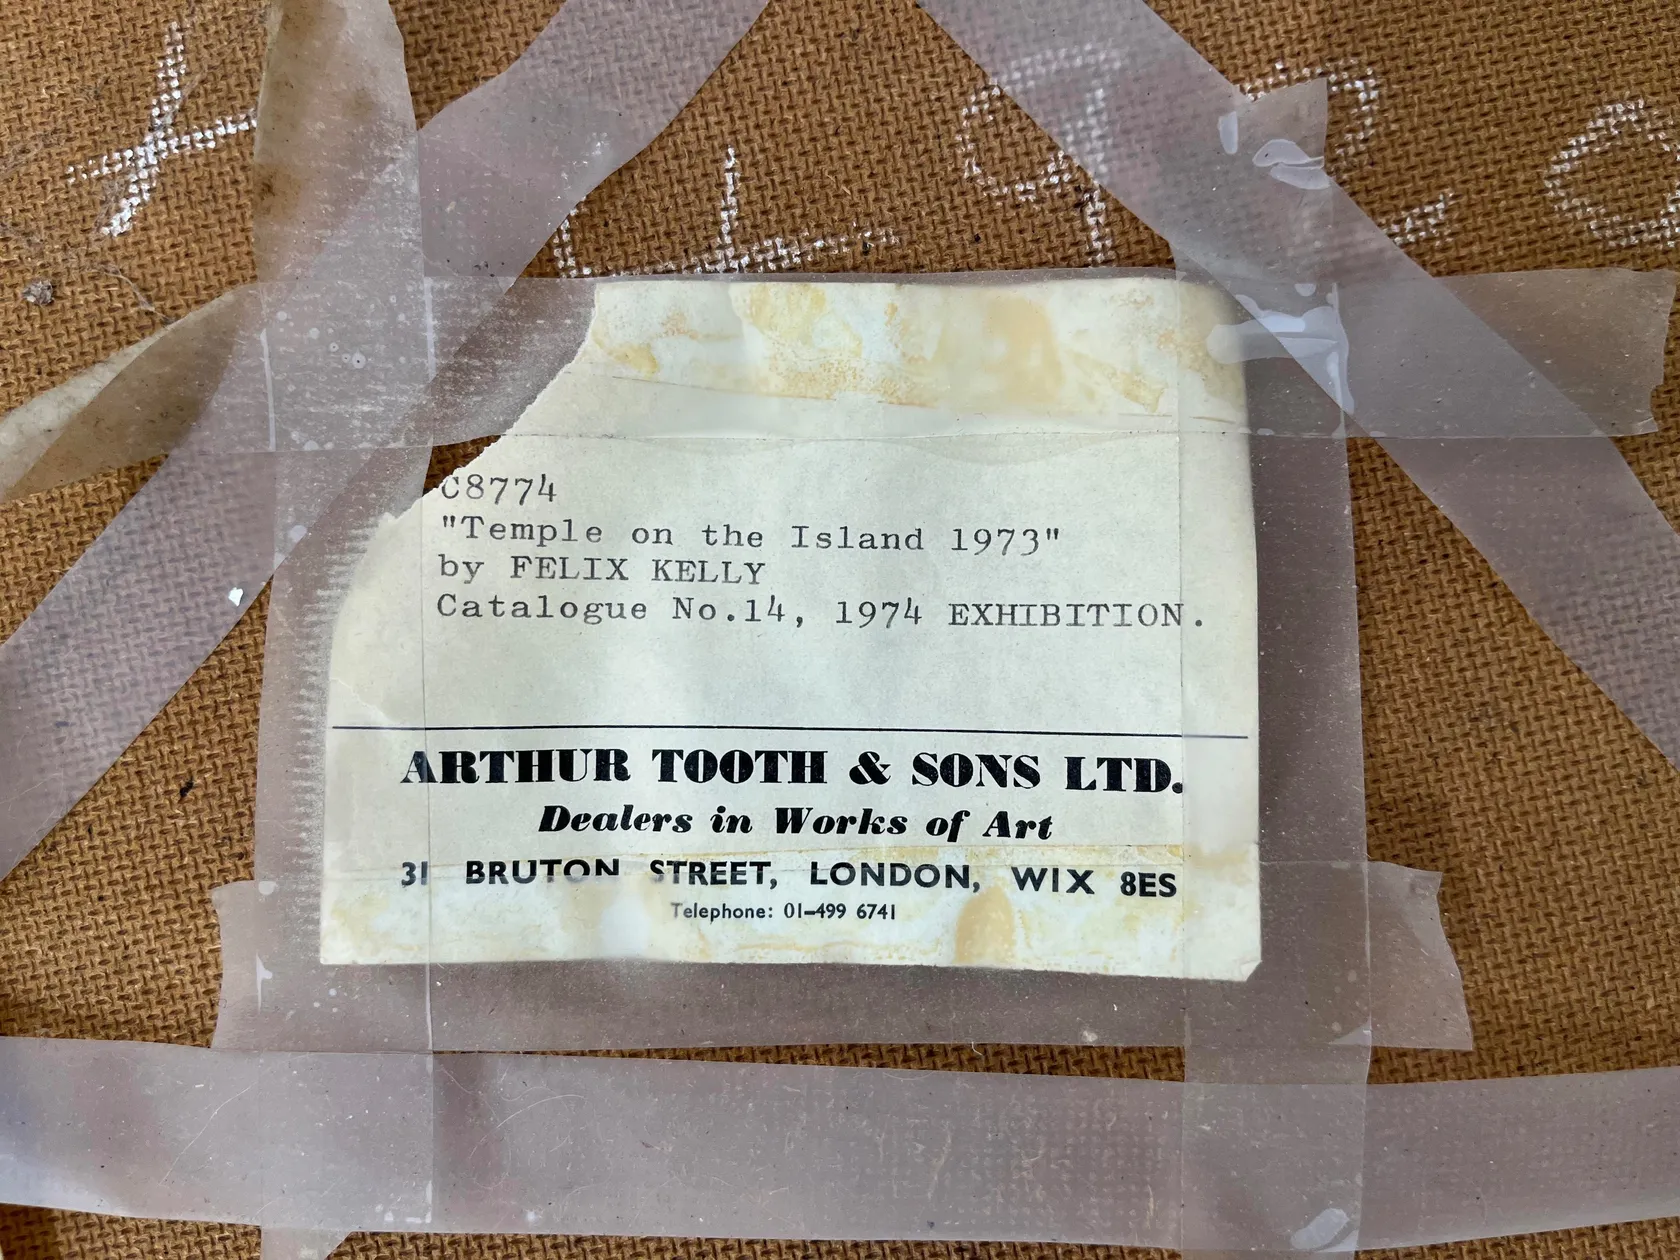 C8774
"Temple on the Island 1973"
by FELIX KELLY
Catalogue No.14, 1974 EXHIBITION.
ARTHUR TOOTH & SONS LTD.
Dealers in Works of Art
31 BRUTON STREET, LONDON, W1X 8ES
Telephone: 01-499 6741